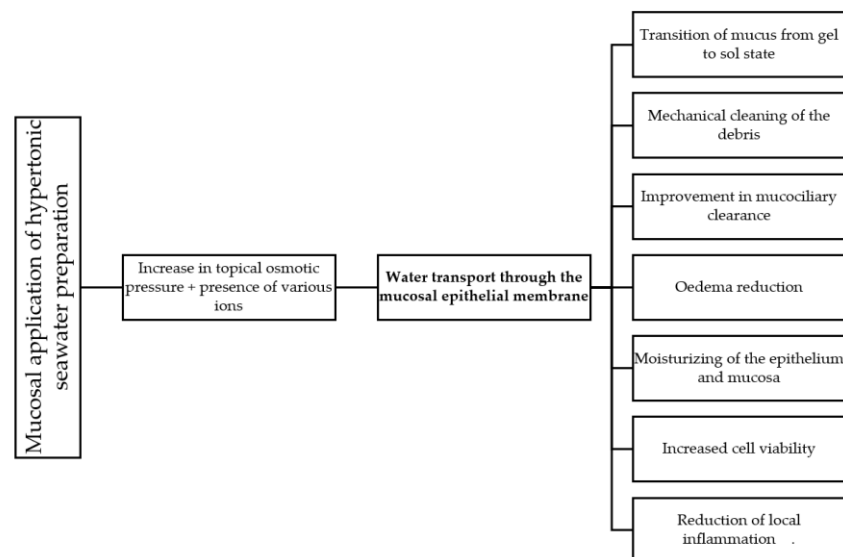 Mucosal application of hypertonic
seawater preparation
Increase in topical osmotic
pressure + presence of various
ions
Water transport through the
mucosal epithelial membrane
Transition of mucus from gel
to sol state
Mechanical cleaning of the
debris
Improvement in mucociliary
clearance
Oedema reduction
Moisturizing of the epithelium
and mucosa
Increased cell viability
Reduction of local
inflammation .